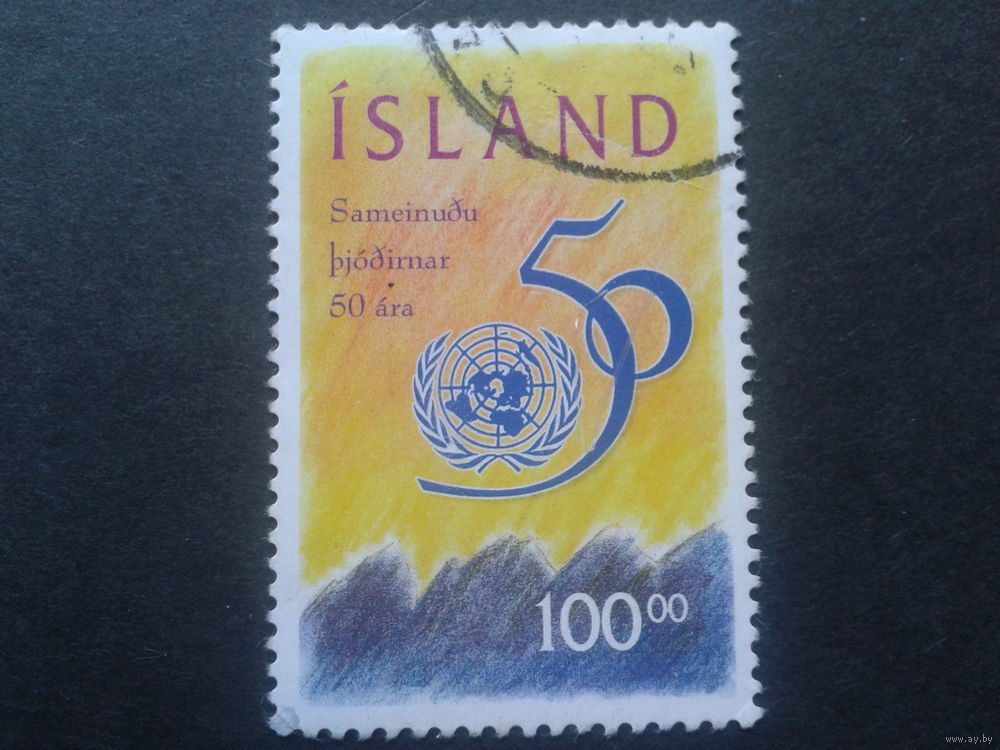 ÍSLAND
Sameinuðu
þjóðirnar
50 ára
50
100⁰⁰
www.ay.by